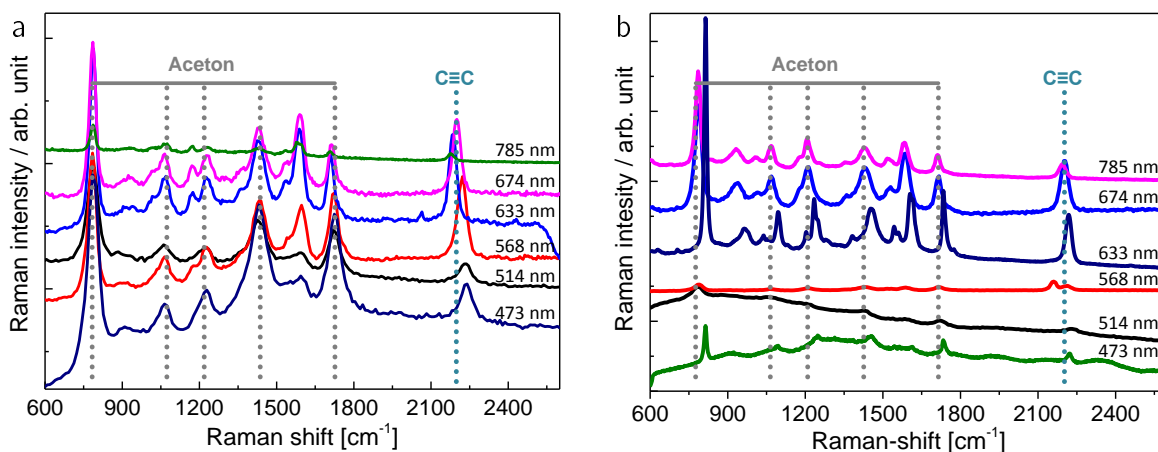 a
Raman intensity / arb. unit
Aceton
C≡C
785 nm
674 nm
633 nm
568 nm
514 nm
473 nm
600 900 1200 1500 1800 2100 2400
Raman shift [cm⁻¹]
b
Raman intesity / arb. unit
Aceton
C≡C
785 nm
674 nm
633 nm
568 nm
514 nm
473 nm
600 900 1200 1500 1800 2100 2400
Raman-shift [cm⁻¹]